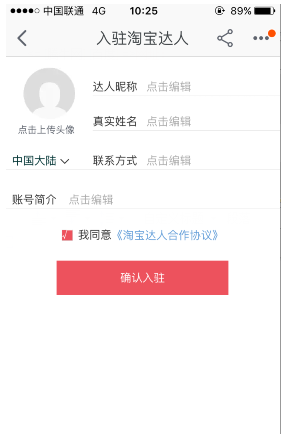 中国联通 4G 10:25 89%
入驻淘宝达人
达人昵称 点击编辑
真实姓名 点击编辑
点击上传头像
中国大陆 联系方式 点击编辑
账号简介 点击编辑
我同意《淘宝达人合作协议》
确认入驻